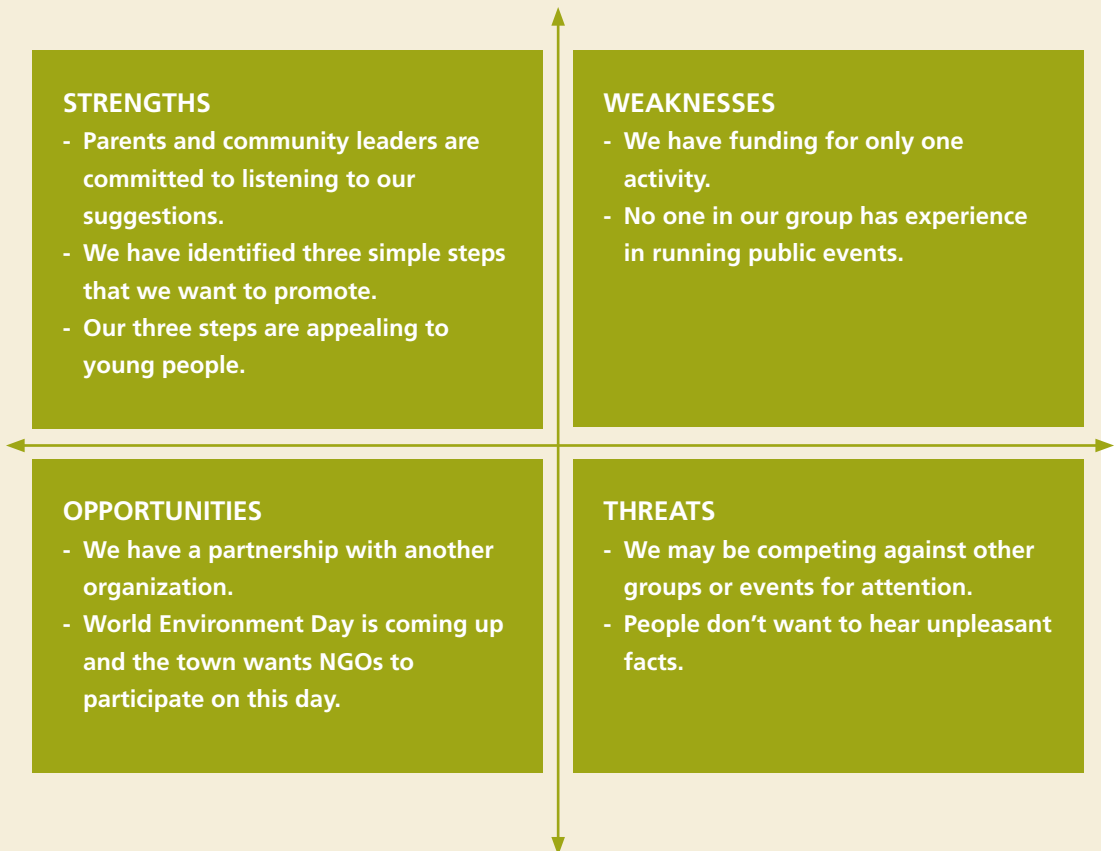 STRENGTHS
- Parents and community leaders are
committed to listening to our
suggestions.
- We have identified three simple steps
that we want to promote.
- Our three steps are appealing to
young people.
WEAKNESSES
- We have funding for only one
activity.
- No one in our group has experience
in running public events.
OPPORTUNITIES
- We have a partnership with another
organization.
- World Environment Day is coming up
and the town wants NGOs to
participate on this day.
THREATS
- We may be competing against other
groups or events for attention.
- People don’t want to hear unpleasant
facts.